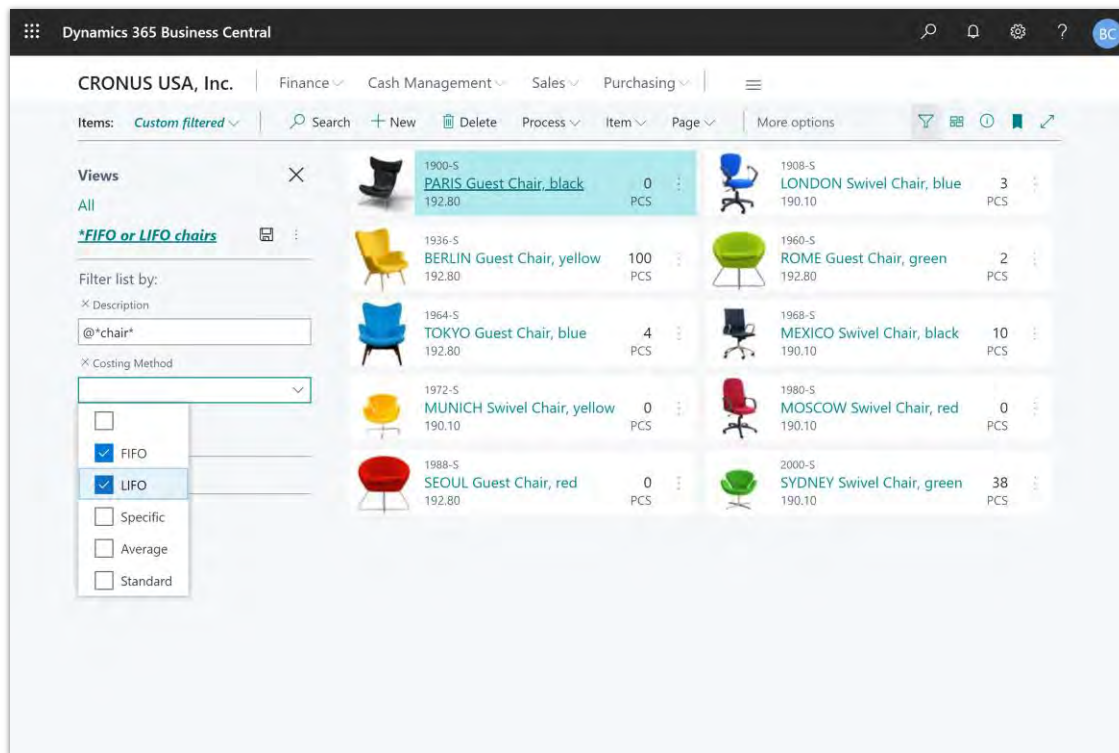 Dynamics 365 Business Central
?
BC
CRONUS USA, Inc.
Finance
Cash Management
Sales
Purchasing
Items:
Custom filtered
Search
New
Delete
Process
Item
Page
More options
Views
All
*FIFO or LIFO chairs
Filter list by:
× Description
@*chair*
× Costing Method
FIFO
LIFO
Specific
Average
Standard
1900-S
PARIS Guest Chair, black 0
192.80 PCS
1908-S
LONDON Swivel Chair, blue 3
190.10 PCS
1936-S
BERLIN Guest Chair, yellow 100
192.80 PCS
1960-S
ROME Guest Chair, green 2
192.80 PCS
1964-S
TOKYO Guest Chair, blue 4
192.80 PCS
1968-S
MEXICO Swivel Chair, black 10
190.10 PCS
1972-S
MUNICH Swivel Chair, yellow 0
190.10 PCS
1980-S
MOSCOW Swivel Chair, red 0
190.10 PCS
1988-S
SEOUL Guest Chair, red 0
192.80 PCS
2000-S
SYDNEY Swivel Chair, green 38
190.10 PCS